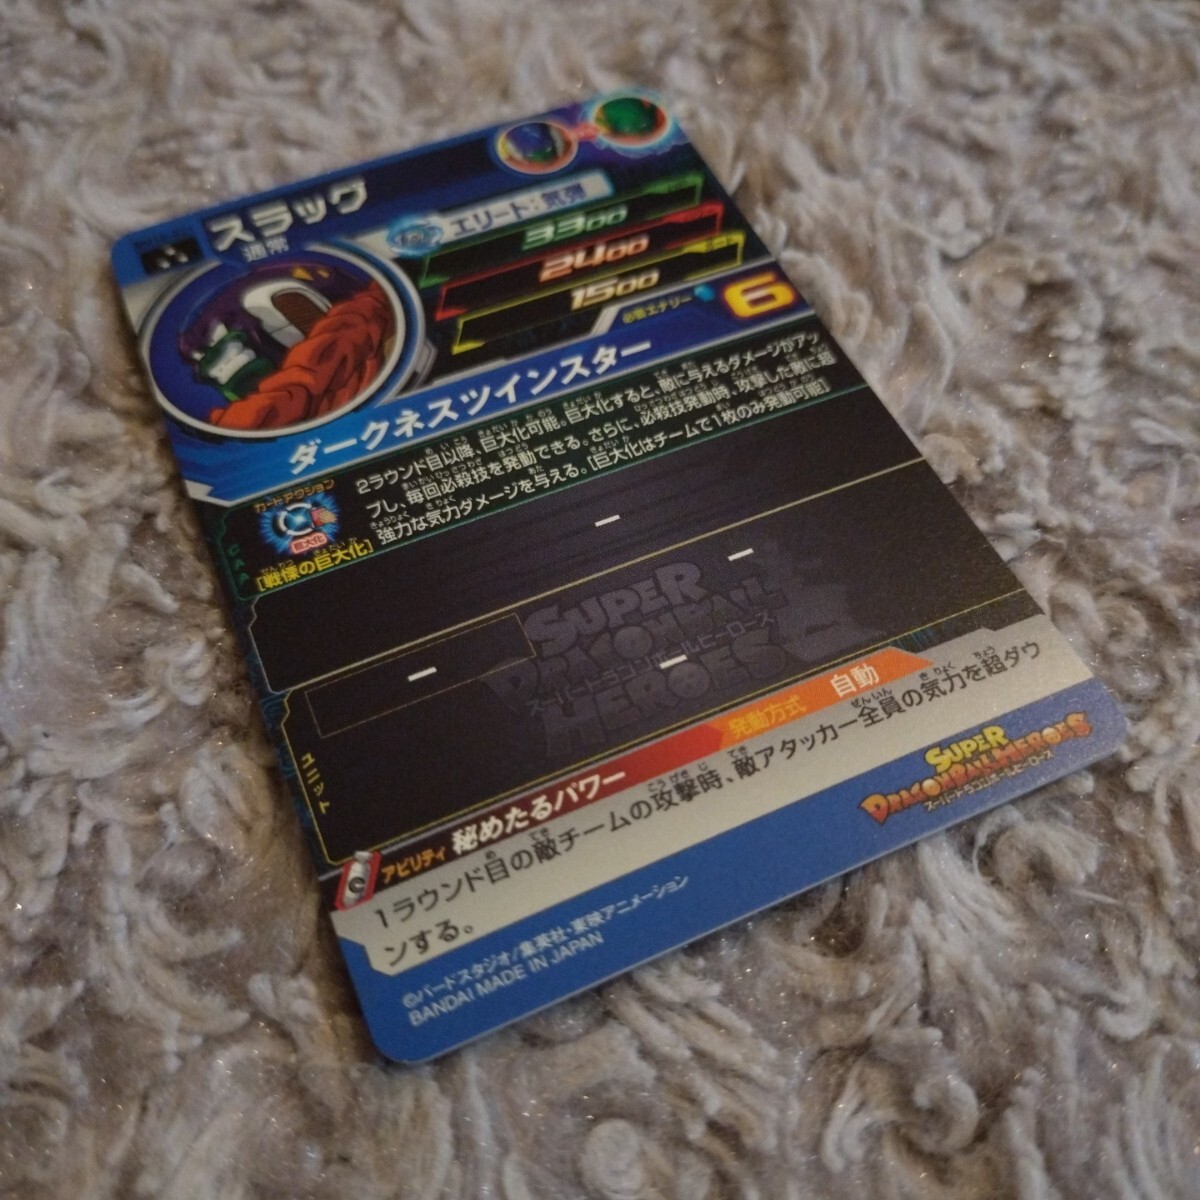 スラッグ
通常
エリート:気弾
3300
2400
1500
必要エナジー 6
ダークネスツインスター
カードアクション
巨大化
[戦慄の巨大化]
2ラウンド目以降、巨大化可能。巨大化すると、敵に与えるダメージがアッ
プし、毎回必殺技を発動できる。さらに、必殺技発動時、攻撃した敵に超
強力な気力ダメージを与える。[巨大化はチームで1枚のみ発動可能]
CAA
ー
ー
SUPER
DRAGONBALL
HEROES
スーパードラゴンボールヒーローズ
ユニット
ー
ー
アビリティ 秘めたるパワー 発動方式 自動
1ラウンド目の敵チームの攻撃時、敵アタッカー全員の気力を超ダウ
ンする。
SUPER
DRAGONBALL HEROES
スーパードラゴンボールヒーローズ
©バードスタジオ/集英社・東映アニメーション
BANDAI MADE IN JAPAN